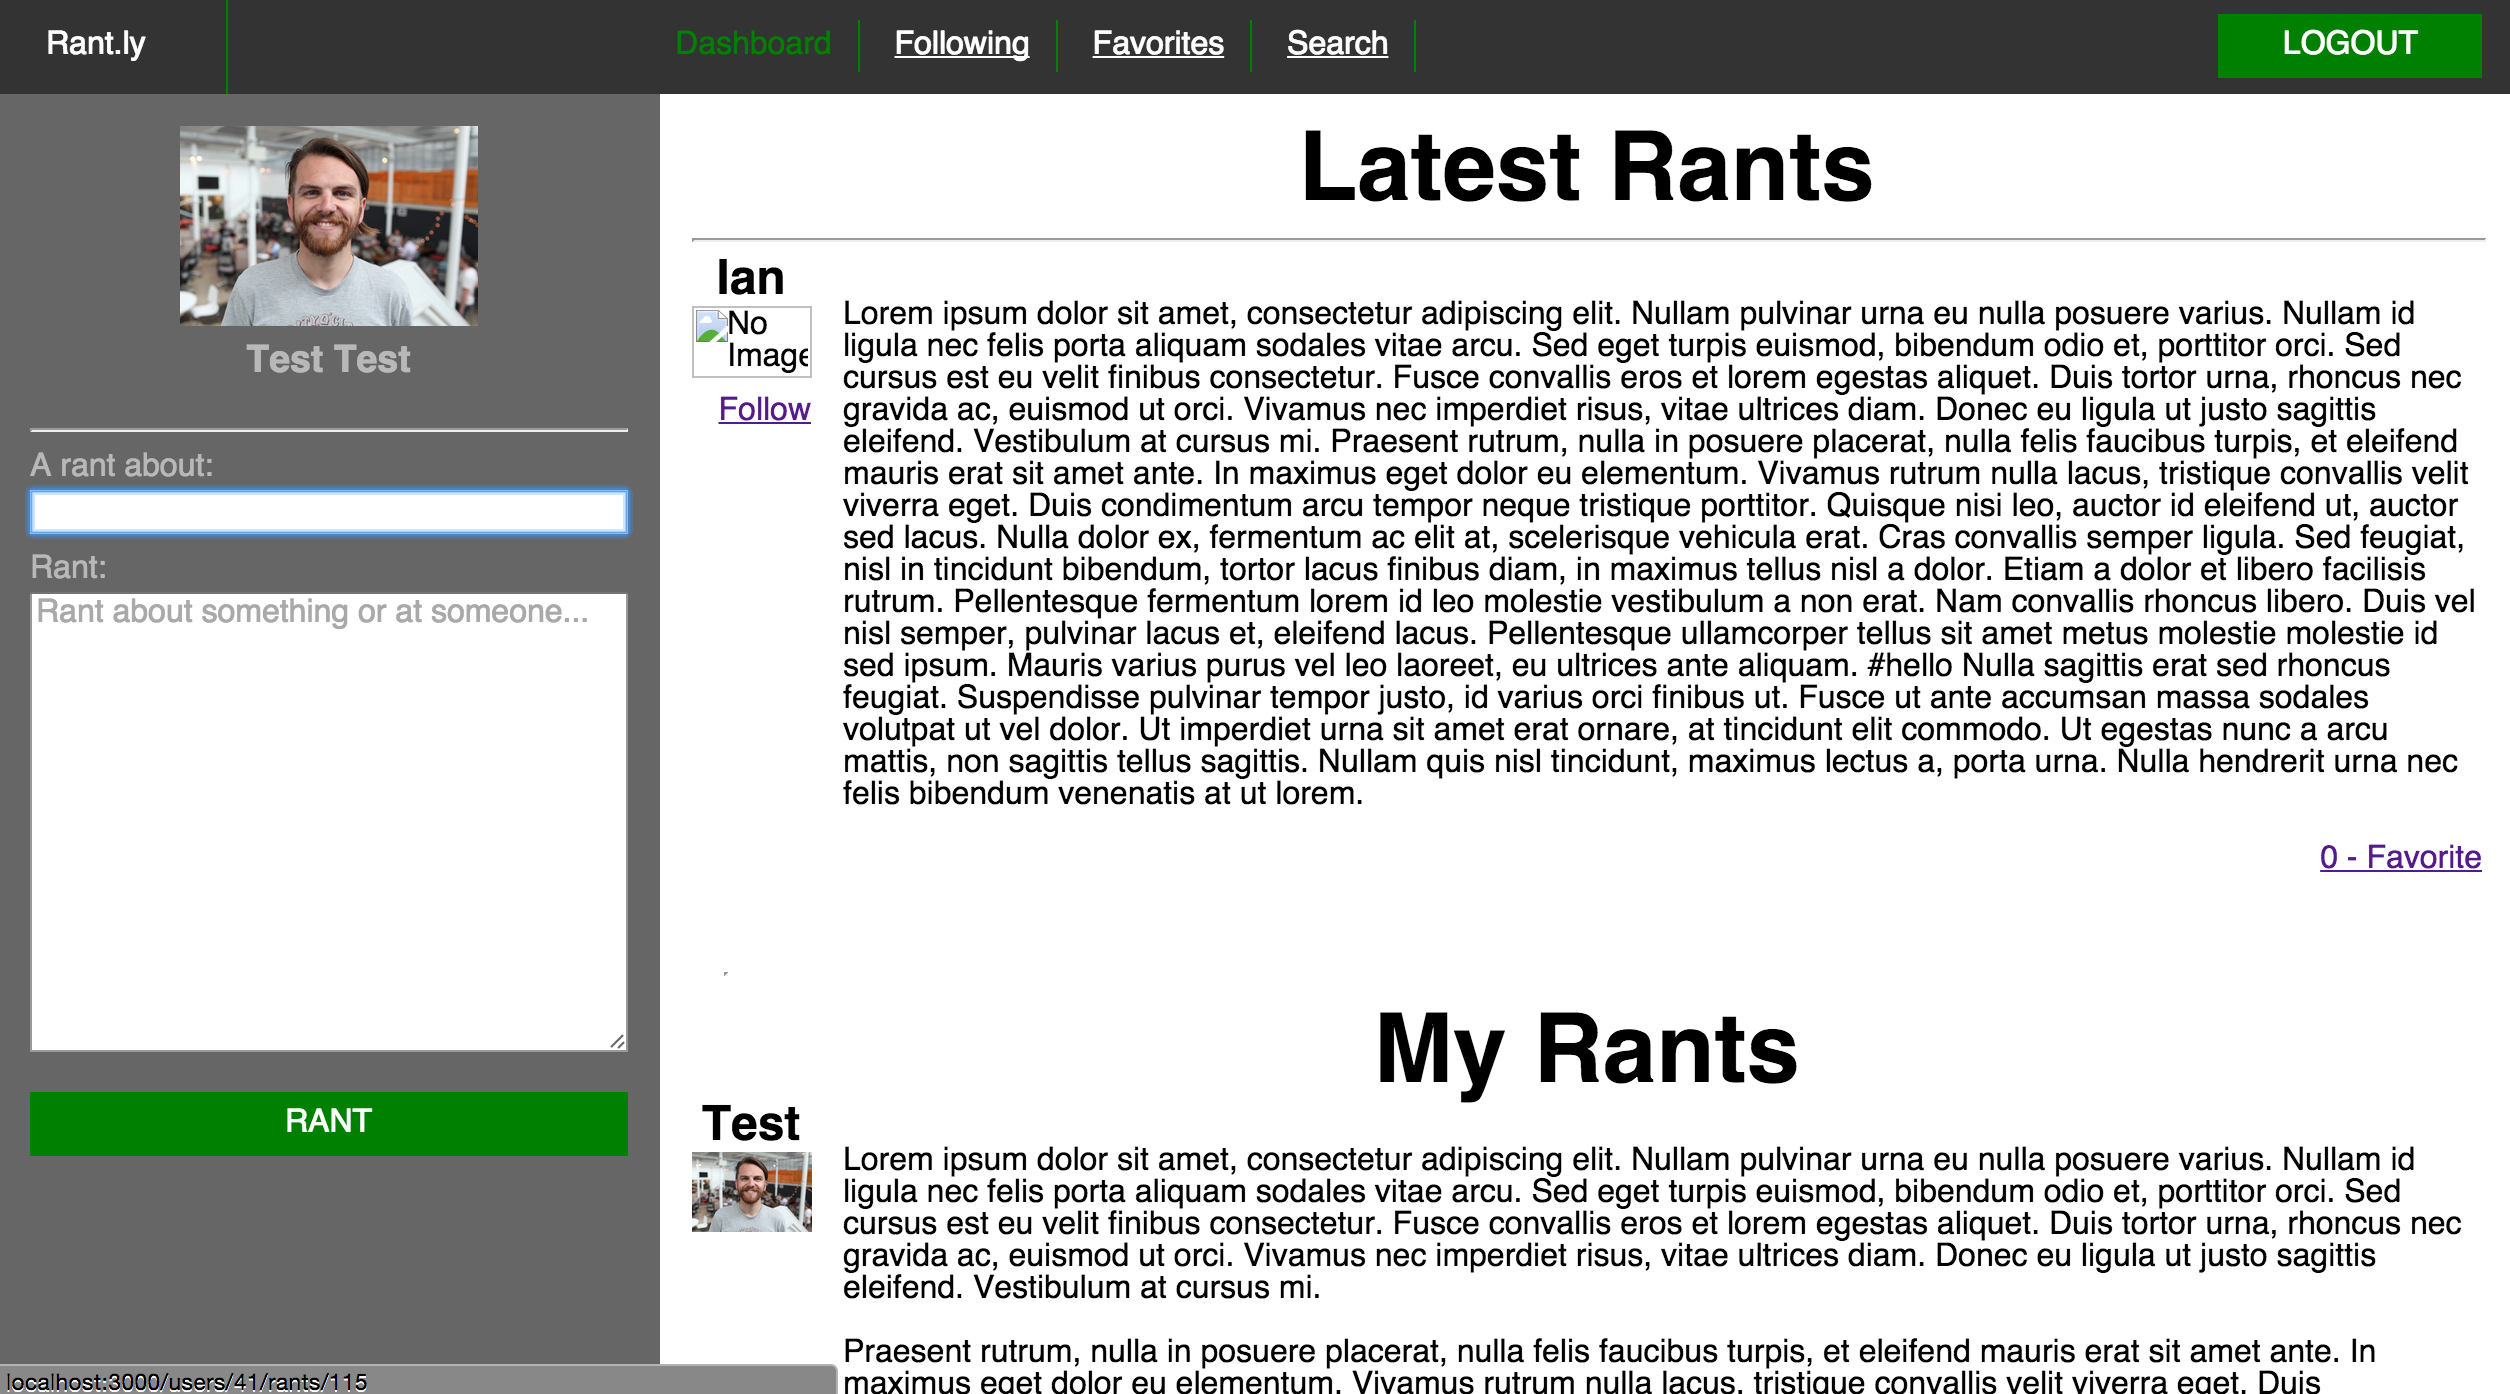 Rant.ly
Dashboard
Following
Favorites
Search
LOGOUT
Test Test
A rant about:
Rant:
Rant about something or at someone...
RANT
localhost:3000/users/41/rants/115
Latest Rants
Ian
No
Image
Follow
Lorem ipsum dolor sit amet, consectetur adipiscing elit. Nullam pulvinar urna eu nulla posuere varius. Nullam id
ligula nec felis porta aliquam sodales vitae arcu. Sed eget turpis euismod, bibendum odio et, porttitor orci. Sed
cursus est eu velit finibus consectetur. Fusce convallis eros et lorem egestas aliquet. Duis tortor urna, rhoncus nec
gravida ac, euismod ut orci. Vivamus nec imperdiet risus, vitae ultrices diam. Donec eu ligula ut justo sagittis
eleifend. Vestibulum at cursus mi. Praesent rutrum, nulla in posuere placerat, nulla felis faucibus turpis, et eleifend
mauris erat sit amet ante. In maximus eget dolor eu elementum. Vivamus rutrum nulla lacus, tristique convallis velit
viverra eget. Duis condimentum arcu tempor neque tristique porttitor. Quisque nisi leo, auctor id eleifend ut, auctor
sed lacus. Nulla dolor ex, fermentum ac elit at, scelerisque vehicula erat. Cras convallis semper ligula. Sed feugiat,
nisl in tincidunt bibendum, tortor lacus finibus diam, in maximus tellus nisl a dolor. Etiam a dolor et libero facilisis
rutrum. Pellentesque fermentum lorem id leo molestie vestibulum a non erat. Nam convallis rhoncus libero. Duis vel
nisl semper, pulvinar lacus et, eleifend lacus. Pellentesque ullamcorper tellus sit amet metus molestie molestie id
sed ipsum. Mauris varius purus vel leo laoreet, eu ultrices ante aliquam. #hello Nulla sagittis erat sed rhoncus
feugiat. Suspendisse pulvinar tempor justo, id varius orci finibus ut. Fusce ut ante accumsan massa sodales
volutpat ut vel dolor. Ut imperdiet urna sit amet erat ornare, at tincidunt elit commodo. Ut egestas nunc a arcu
mattis, non sagittis tellus sagittis. Nullam quis nisl tincidunt, maximus lectus a, porta urna. Nulla hendrerit urna nec
felis bibendum venenatis at ut lorem.
0 - Favorite
My Rants
Test
Lorem ipsum dolor sit amet, consectetur adipiscing elit. Nullam pulvinar urna eu nulla posuere varius. Nullam id
ligula nec felis porta aliquam sodales vitae arcu. Sed eget turpis euismod, bibendum odio et, porttitor orci. Sed
cursus est eu velit finibus consectetur. Fusce convallis eros et lorem egestas aliquet. Duis tortor urna, rhoncus nec
gravida ac, euismod ut orci. Vivamus nec imperdiet risus, vitae ultrices diam. Donec eu ligula ut justo sagittis
eleifend. Vestibulum at cursus mi.
Praesent rutrum, nulla in posuere placerat, nulla felis faucibus turpis, et eleifend mauris erat sit amet ante. In
maximus eget dolor eu elementum. Vivamus rutrum nulla lacus, tristique convallis velit viverra eget. Duis